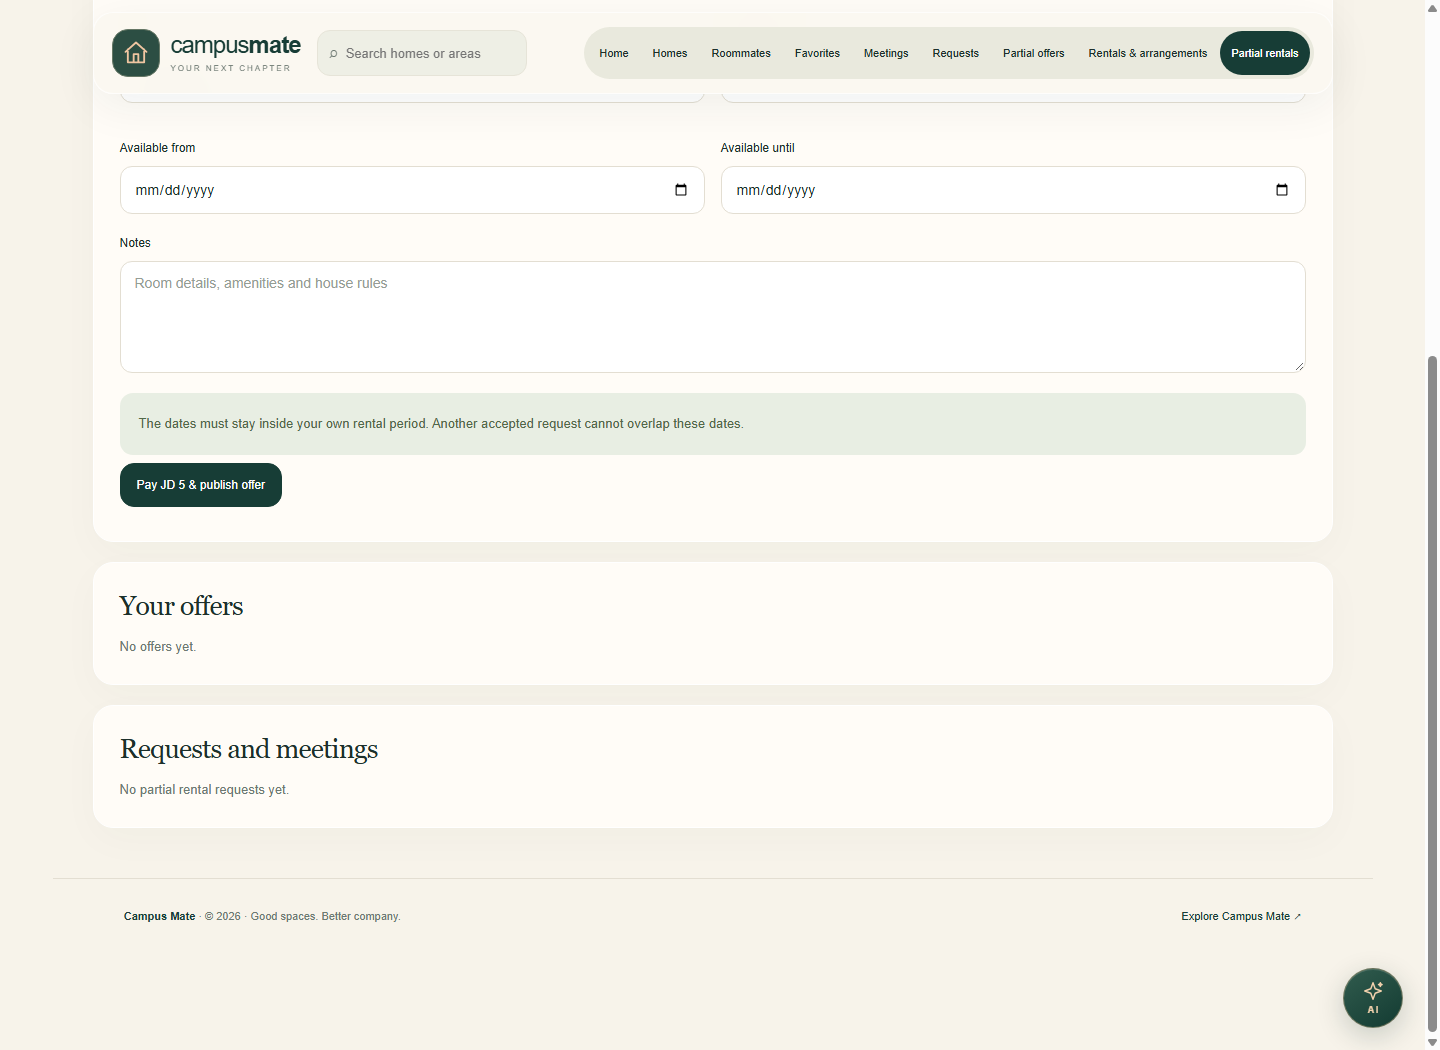 campusmate
YOUR NEXT CHAPTER
Search homes or areas
Home Homes Roommates Favorites Meetings Requests Partial offers Rentals & arrangements Partial rentals
Available from Available until
mm/dd/yyyy mm/dd/yyyy
Notes
Room details, amenities and house rules
The dates must stay inside your own rental period. Another accepted request cannot overlap these dates.
Pay JD 5 & publish offer
Your offers
No offers yet.
Requests and meetings
No partial rental requests yet.
Campus Mate · © 2026 · Good spaces. Better company. Explore Campus Mate ↗
AI